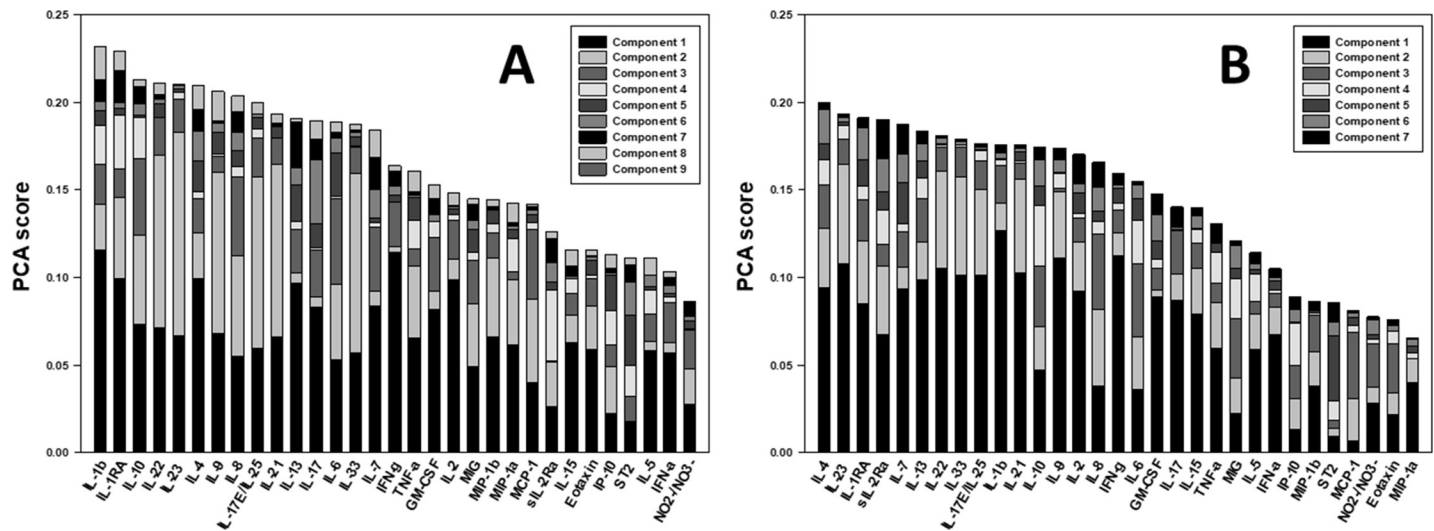 A
PCA score
0.25
0.20
0.15
0.10
0.05
0.00
Component 1
Component 2
Component 3
Component 4
Component 5
Component 6
Component 7
Component 8
Component 9
IL-1b
IL-1RA
IL-10
IL-22
IL-23
IL-4
IL-9
IL-8
IL-17E/IL-25
IL-21
IL-13
IL-17
IL-6
IL-33
IL-7
IFN-g
TNF-a
GM-CSF
IL-2
MIG
MIP-1b
MIP-1a
MCP-1
sIL-2Ra
IL-15
Eotaxin
IP-10
ST2
IL-5
IFN-a
NO2-/NO3-
B
PCA score
0.25
0.20
0.15
0.10
0.05
0.00
Component 1
Component 2
Component 3
Component 4
Component 5
Component 6
Component 7
IL-4
IL-23
IL-1RA
sIL-2Ra
IL-7
IL-13
IL-22
IL-33
IL-17E/IL-25
IL-1b
IL-21
IL-10
IL-9
IL-2
IL-8
IFN-g
IL-6
GM-CSF
IL-17
IL-15
TNF-a
MIG
IL-5
IFN-a
IP-10
MIP-1b
ST2
MCP-1
NO2-/NO3-
Eotaxin
MIP-1a